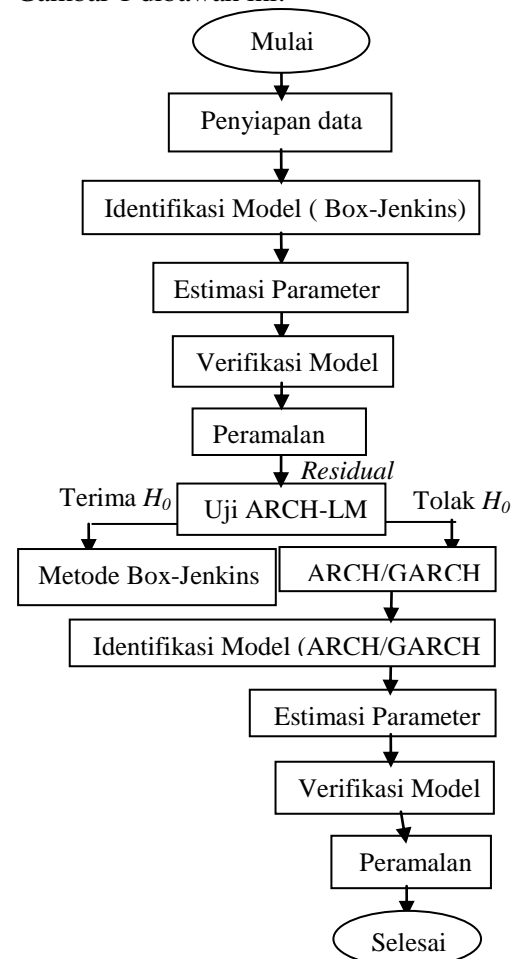 Gambar 1 dibawah ini.
Mulai
Penyiapan data
Identifikasi Model ( Box-Jenkins)
Estimasi Parameter
Verifikasi Model
Peramalan
Residual
Terima H0
Uji ARCH-LM
Tolak H0
Metode Box-Jenkins
ARCH/GARCH
Identifikasi Model (ARCH/GARCH
Estimasi Parameter
Verifikasi Model
Peramalan
Selesai